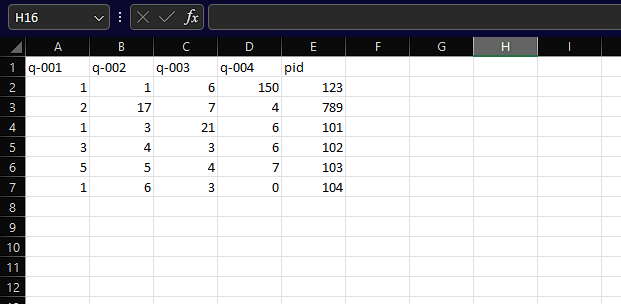 H16 fx
A B C D E F G H I
1 q-001 q-002 q-003 q-004 pid
2 1 1 6 150 123
3 2 17 7 4 789
4 1 3 21 6 101
5 3 4 3 6 102
6 5 5 4 7 103
7 1 6 3 0 104
8
9
10
11
12